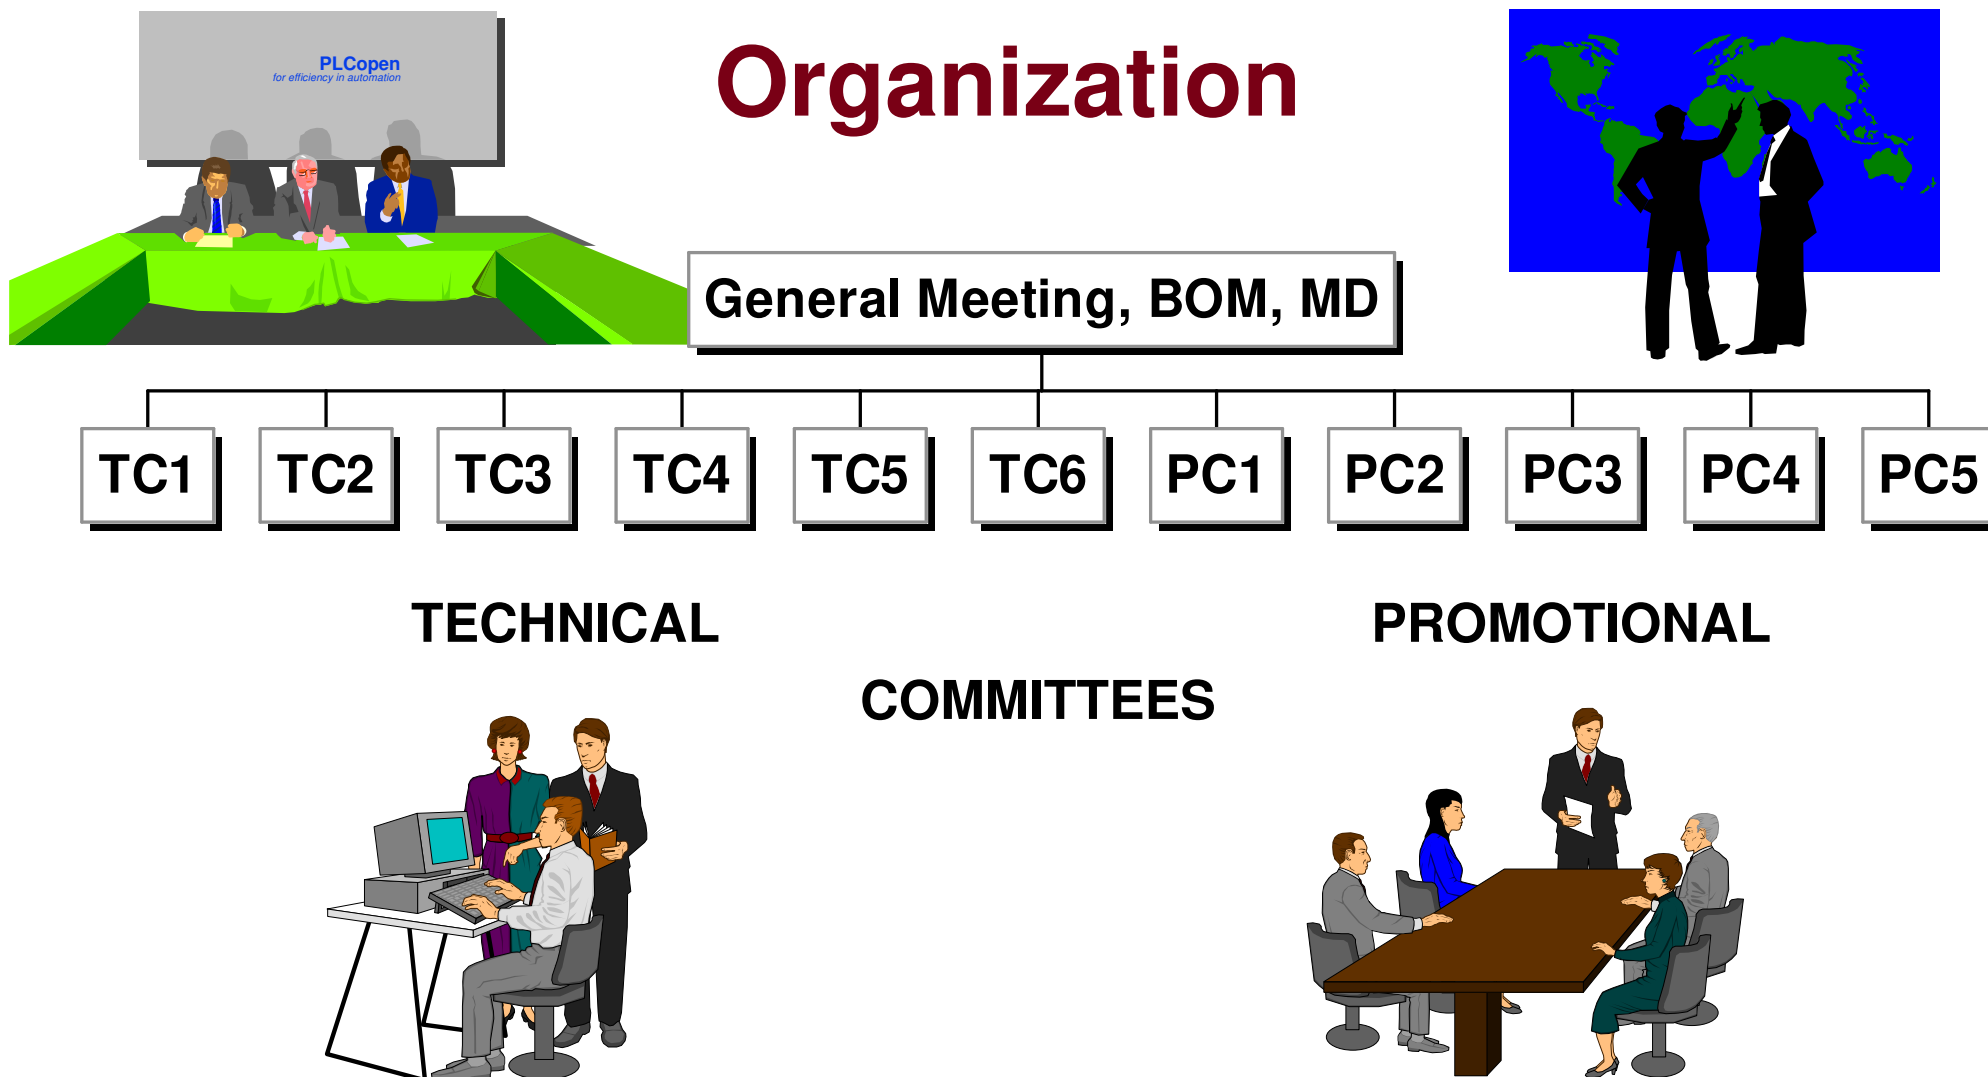 PLCopen
for efficiency in automation
Organization
General Meeting, BOM, MD
TC1 TC2 TC3 TC4 TC5 TC6 PC1 PC2 PC3 PC4 PC5
TECHNICAL PROMOTIONAL
COMMITTEES